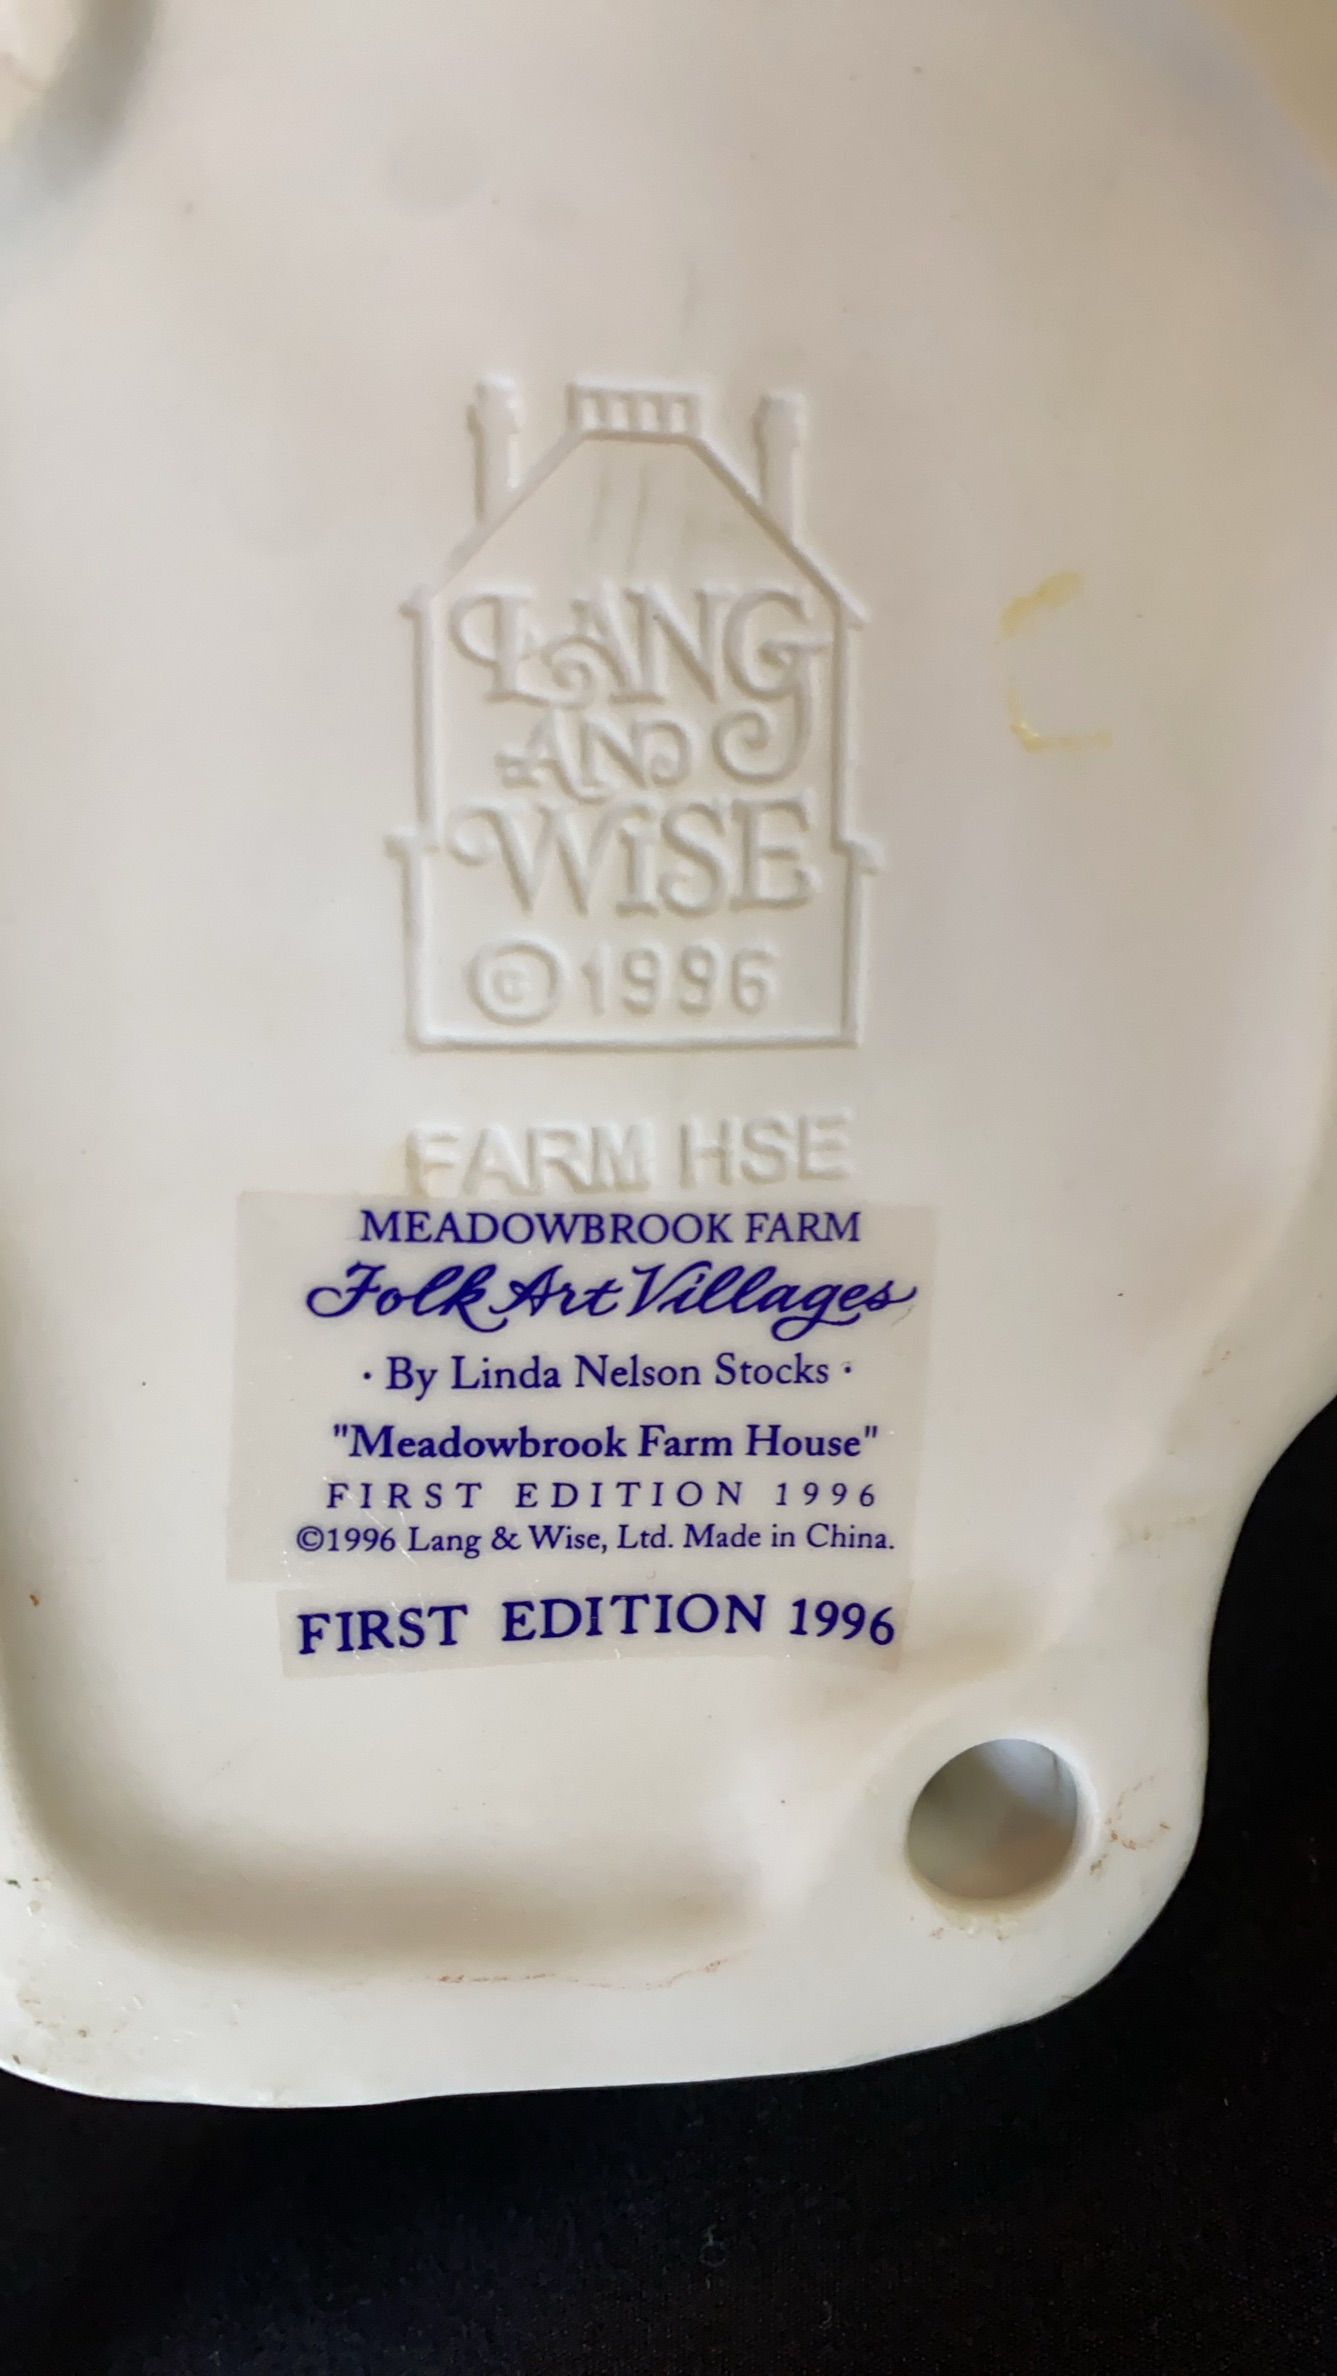 LANG
AND
WiSE
©1996
FARM HSE
MEADOWBROOK FARM
Folk Art Villages
· By Linda Nelson Stocks ·
"Meadowbrook Farm House"
FIRST EDITION 1996
©1996 Lang & Wise, Ltd. Made in China.
FIRST EDITION 1996